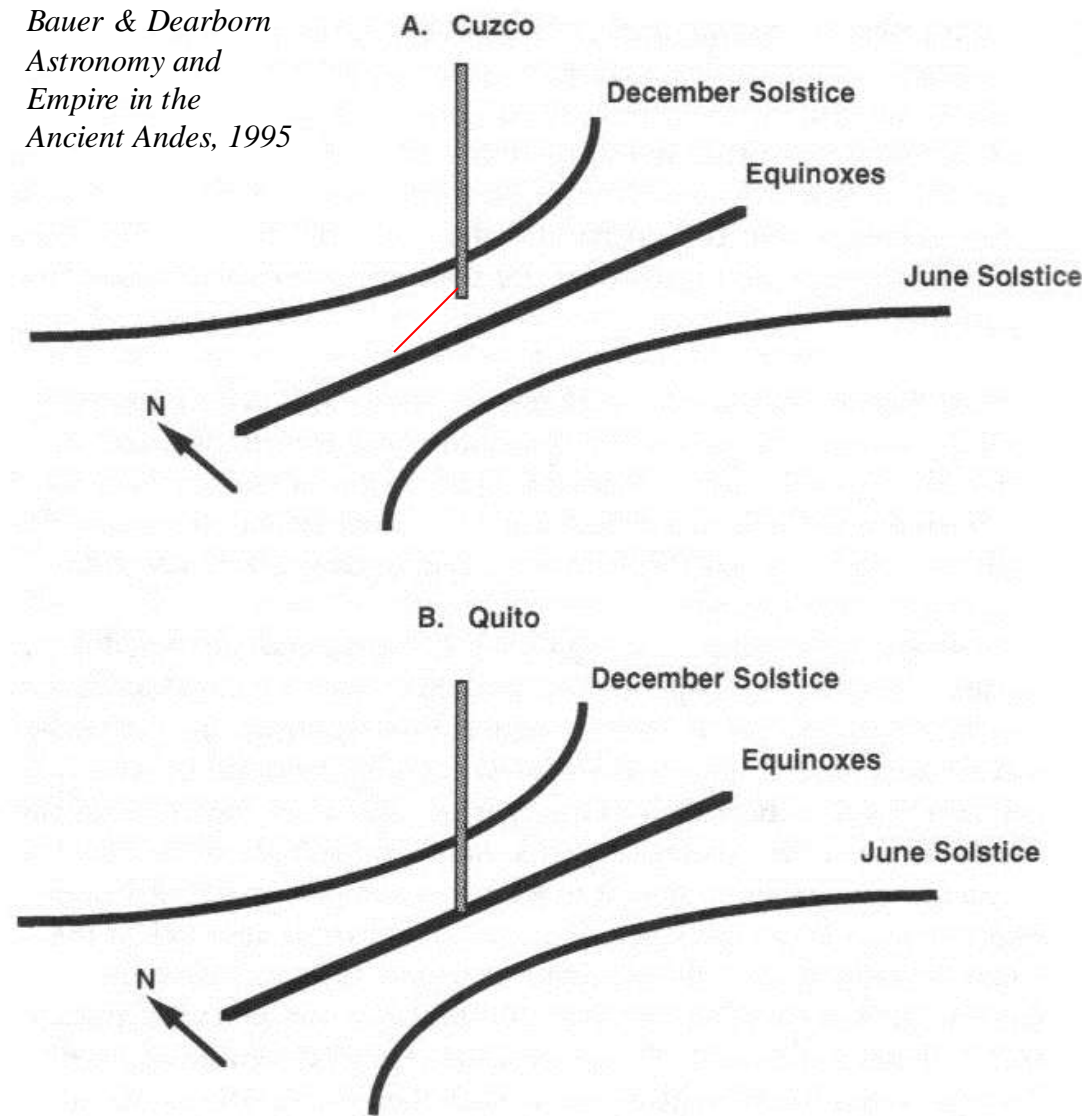 Bauer & Dearborn
Astronomy and
Empire in the
Ancient Andes, 1995
A. Cuzco
December Solstice
Equinoxes
June Solstice
N
B. Quito
December Solstice
Equinoxes
June Solstice
N